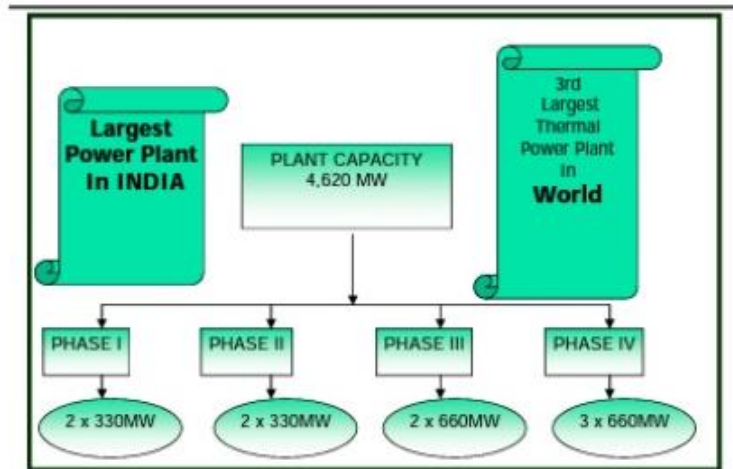 Largest
Power Plant
In INDIA
3rd
Largest
Thermal
Power Plant
in
World
PLANT CAPACITY
4,620 MW
PHASE I
PHASE II
PHASE III
PHASE IV
2 x 330MW
2 x 330MW
2 x 660MW
3 x 660MW